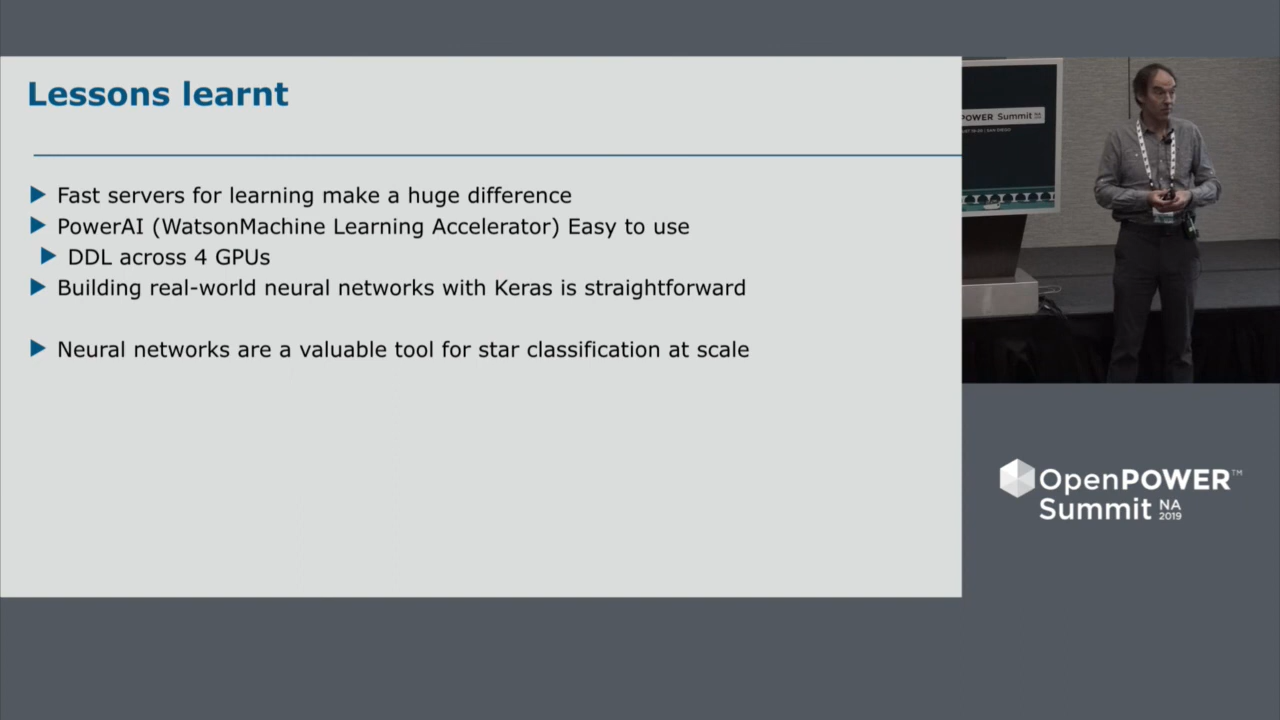 Lessons learnt
Fast servers for learning make a huge difference
PowerAI (WatsonMachine Learning Accelerator) Easy to use
DDL across 4 GPUs
Building real-world neural networks with Keras is straightforward
Neural networks are a valuable tool for star classification at scale
POWER Summit NA
OpenPOWER™
Summit NA
2019